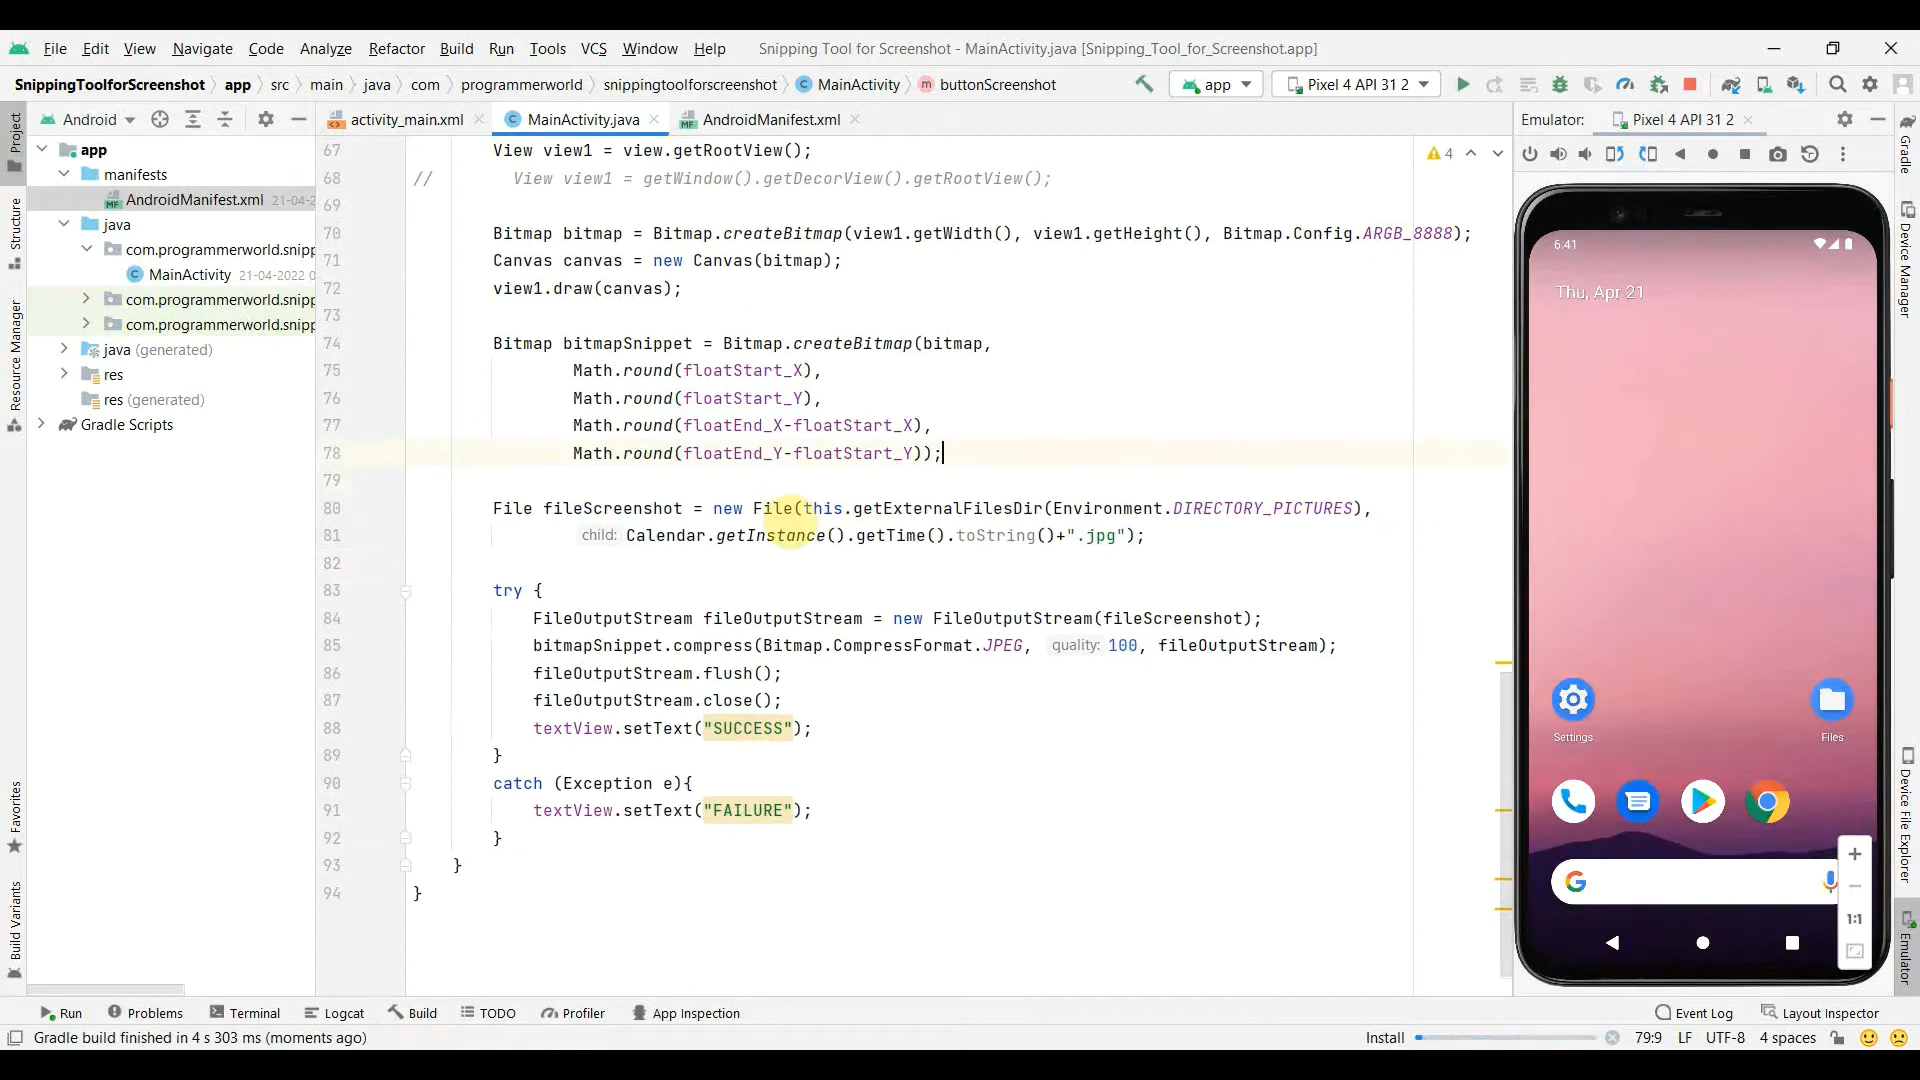 File Edit View Navigate Code Analyze Refactor Build Run Tools VCS Window Help Snipping Tool for Screenshot - MainActivity.java [Snipping_Tool_for_Screenshot.app]
SnippingToolforScreenshot app src main java com programmerworld snippingtoolforscreenshot MainActivity buttonScreenshot app Pixel 4 API 31 2
Project
Structure
Resource Manager
Favorites
Build Variants
Android
app
manifests
AndroidManifest.xml 21-04-2
java
com.programmerworld.snipp
MainActivity 21-04-2022 0
com.programmerworld.snipp
com.programmerworld.snipp
java (generated)
res
res (generated)
Gradle Scripts
activity_main.xml MainActivity.java AndroidManifest.xml
4
67 View view1 = view.getRootView();
68 // View view1 = getWindow().getDecorView().getRootView();
69
70 Bitmap bitmap = Bitmap.createBitmap(view1.getWidth(), view1.getHeight(), Bitmap.Config.ARGB_8888);
71 Canvas canvas = new Canvas(bitmap);
72 view1.draw(canvas);
73
74 Bitmap bitmapSnippet = Bitmap.createBitmap(bitmap,
75 Math.round(floatStart_X),
76 Math.round(floatStart_Y),
77 Math.round(floatEnd_X-floatStart_X),
78 Math.round(floatEnd_Y-floatStart_Y));
79
80 File fileScreenshot = new File(this.getExternalFilesDir(Environment.DIRECTORY_PICTURES),
81 child: Calendar.getInstance().getTime().toString()+".jpg");
82
83 try {
84 FileOutputStream fileOutputStream = new FileOutputStream(fileScreenshot);
85 bitmapSnippet.compress(Bitmap.CompressFormat.JPEG, quality: 100, fileOutputStream);
86 fileOutputStream.flush();
87 fileOutputStream.close();
88 textView.setText("SUCCESS");
89 }
90 catch (Exception e){
91 textView.setText("FAILURE");
92 }
93 }
94 }
Emulator: Pixel 4 API 31 2
6:41
Thu, Apr 21
Settings
Files
G
1:1
Gradle
Device Manager
Device File Explorer
Emulator
Run Problems Terminal Logcat Build TODO Profiler App Inspection Event Log Layout Inspector
Gradle build finished in 4 s 303 ms (moments ago) Install 79:9 LF UTF-8 4 spaces